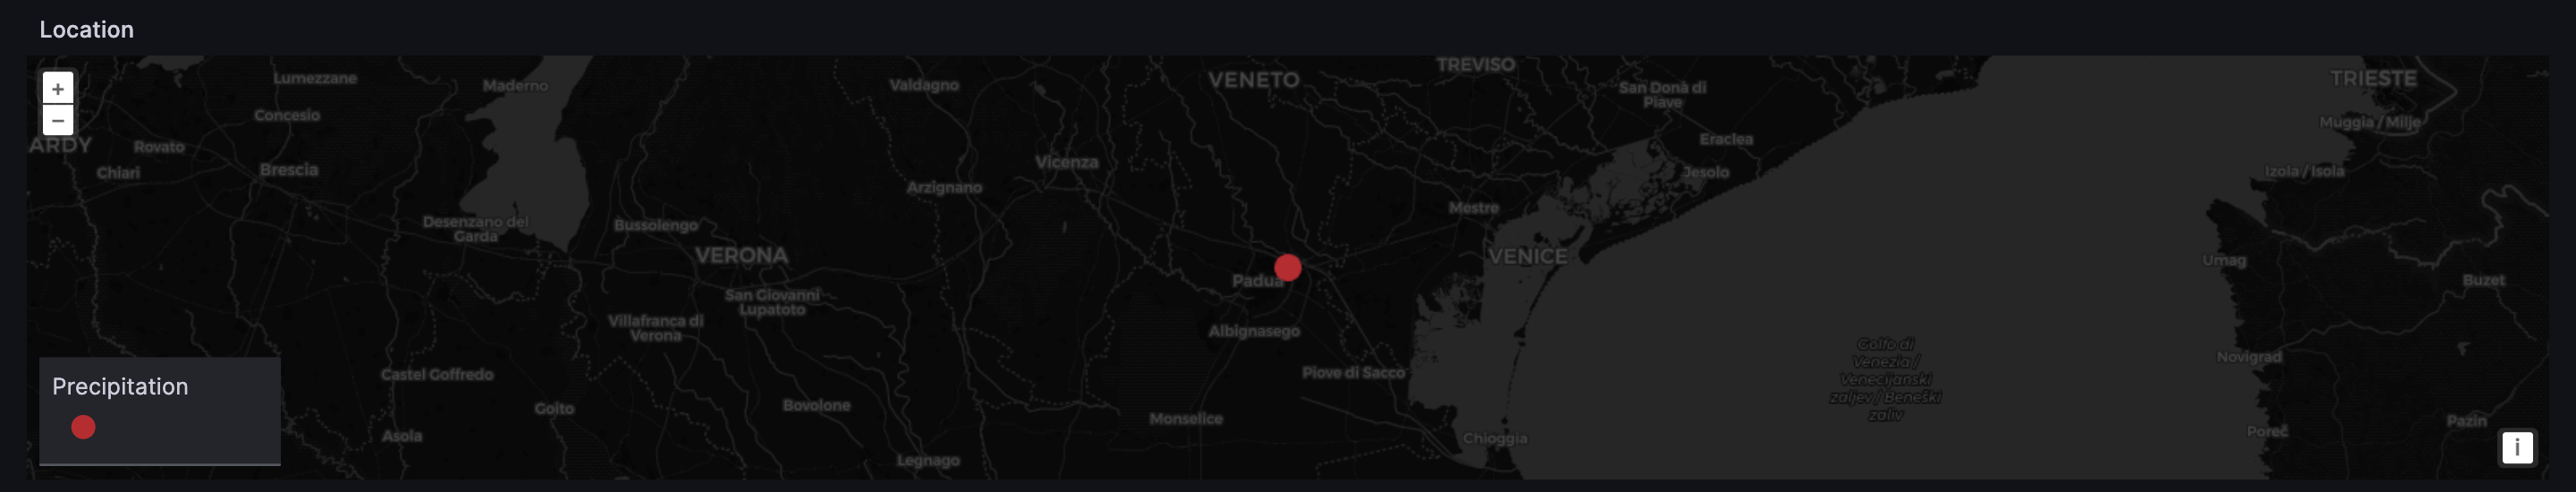 Location
+
−
Lumezzane
Maderno
Valdagno
VENETO
TREVISO
San Donà di
Piave
TRIESTE
Concesio
Muggia / Milje
ARDY
Rovato
Eraclea
Chiari
Brescia
Vicenza
Arzignano
Jesolo
Izola / Isola
Desenzano del
Garda
Bussolengo
Mestre
VERONA
VENICE
Umag
Padua
Buzet
San Giovanni
Lupatoto
Villafranca di
Verona
Albignasego
Golfo di
Venezia /
Venecijanski
zaljev / Beneški
zaliv
Novigrad
Castel Goffredo
Piove di Sacco
Precipitation
Goito
Bovolone
Monselice
Pazin
Asola
Chioggia
Poreč
Legnago
i